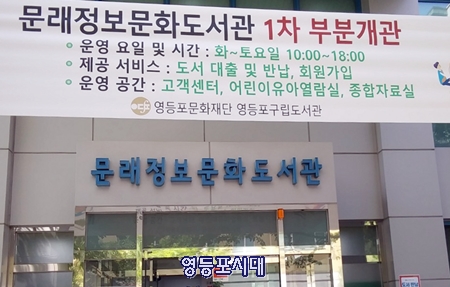 문래정보문화도서관 1차 부분개관
• 운영 요일 및 시간 : 화~토요일 10:00~18:00
• 제공 서비스 : 도서 대출 및 반납, 회원가입
• 운영 공간 : 고객센터, 어린이유아열람실, 종합자료실
영등포문화재단 영등포구립도서관
문래정보문화도서관
영등포시대